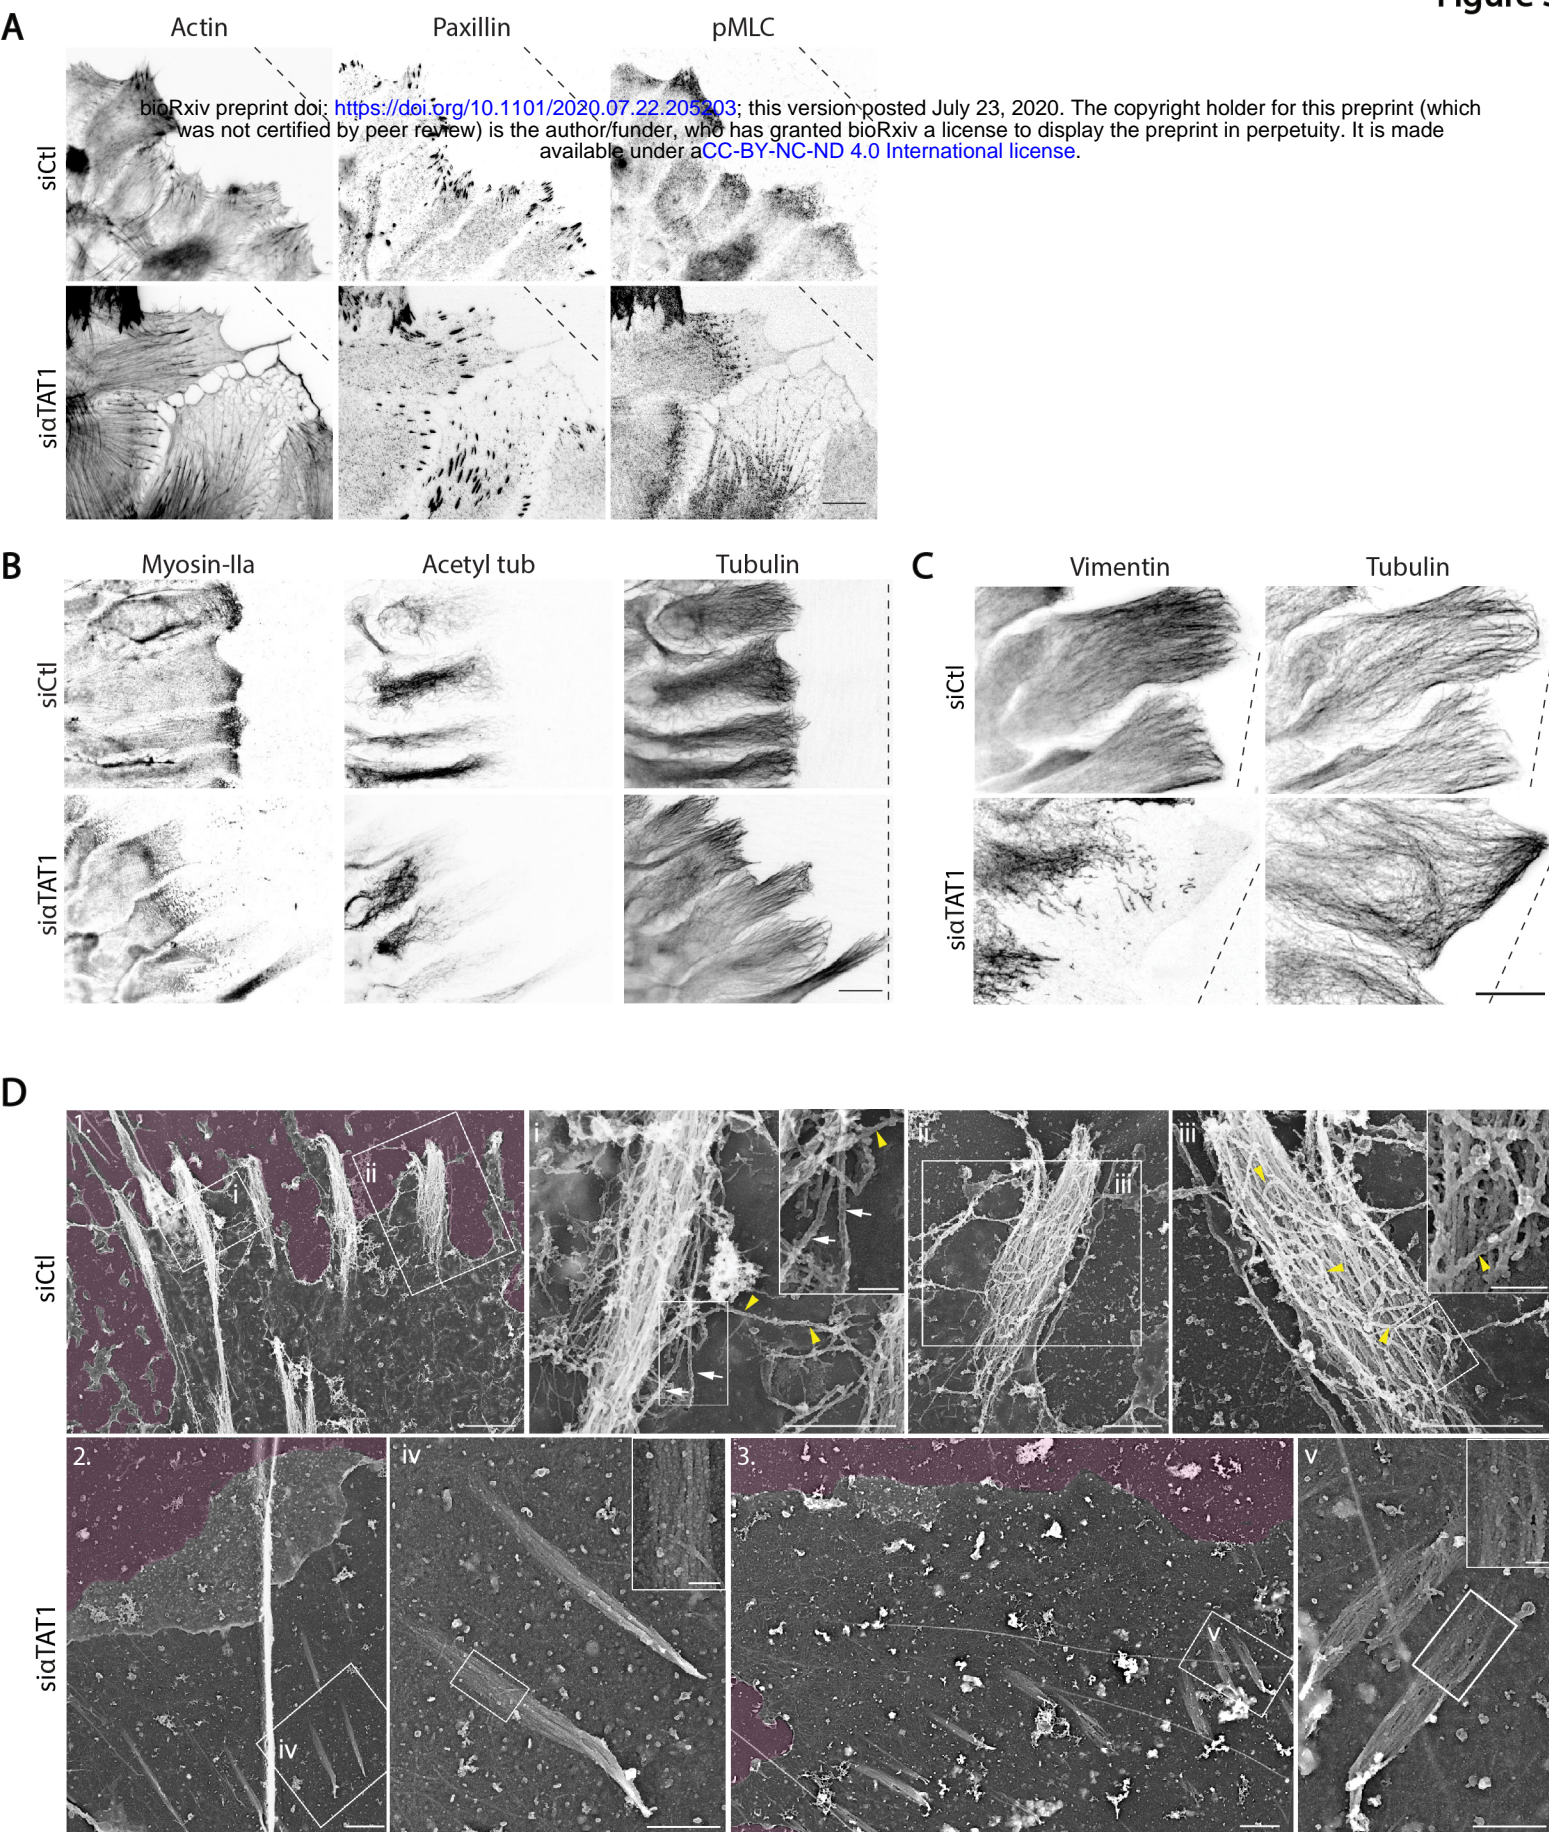 Figure
A
Actin
Paxillin
pMLC
bioRxiv preprint doi: https://doi.org/10.1101/2020.07.22.205203; this version posted July 23, 2020. The copyright holder for this preprint (which
was not certified by peer review) is the author/funder, who has granted bioRxiv a license to display the preprint in perpetuity. It is made
available under aCC-BY-NC-ND 4.0 International license.
siCtl
siαTAT1
B
Myosin-IIa
Acetyl tub
Tubulin
siCtl
siαTAT1
C
Vimentin
Tubulin
siCtl
siαTAT1
D
siCtl
1.
i
ii
i
ii
iii
iii
siαTAT1
2.
iv
iv
3.
v
v